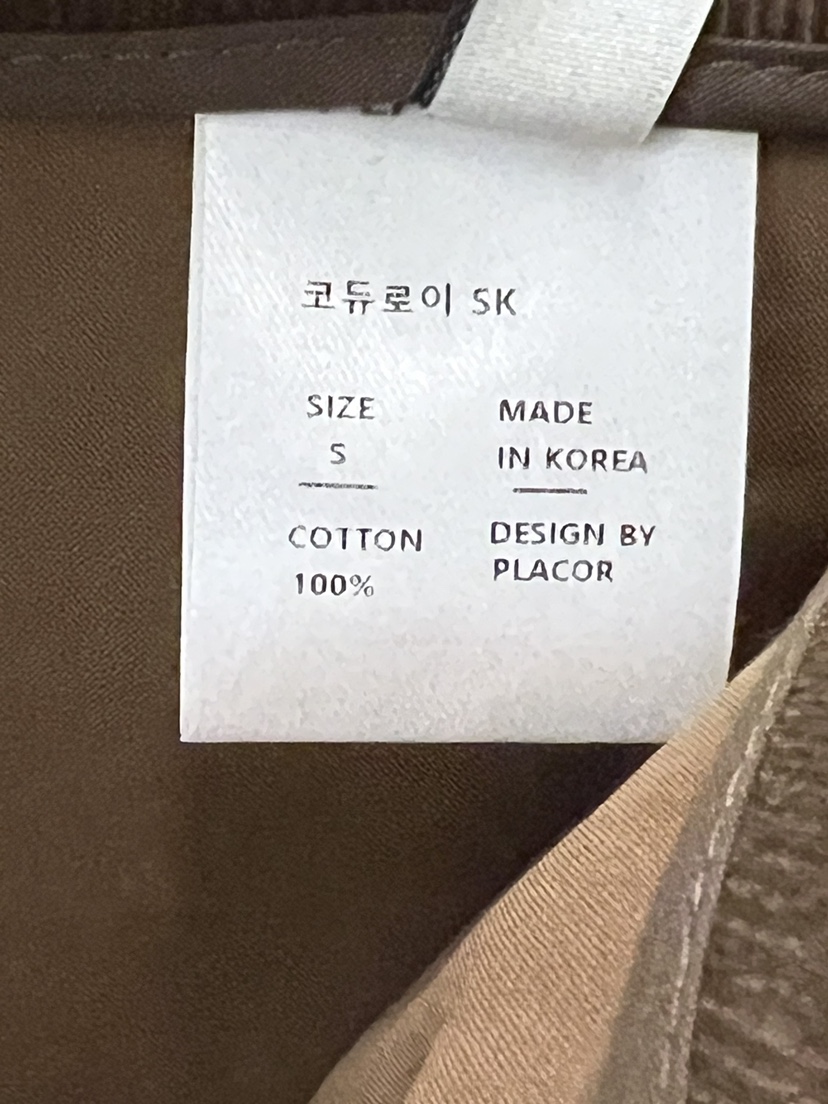 코듀로이 SK
SIZE
S
MADE
IN KOREA
COTTON
100%
DESIGN BY
PLACOR